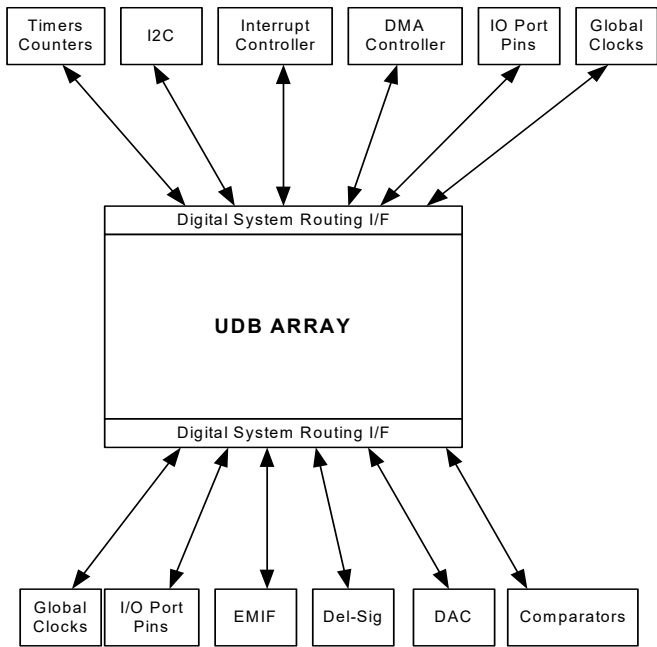 Timers
Counters
I2C
Interrupt
Controller
DMA
Controller
IO Port
Pins
Global
Clocks
Digital System Routing I/F
UDB ARRAY
Digital System Routing I/F
Global
Clocks
I/O Port
Pins
EMIF
Del-Sig
DAC
Comparators